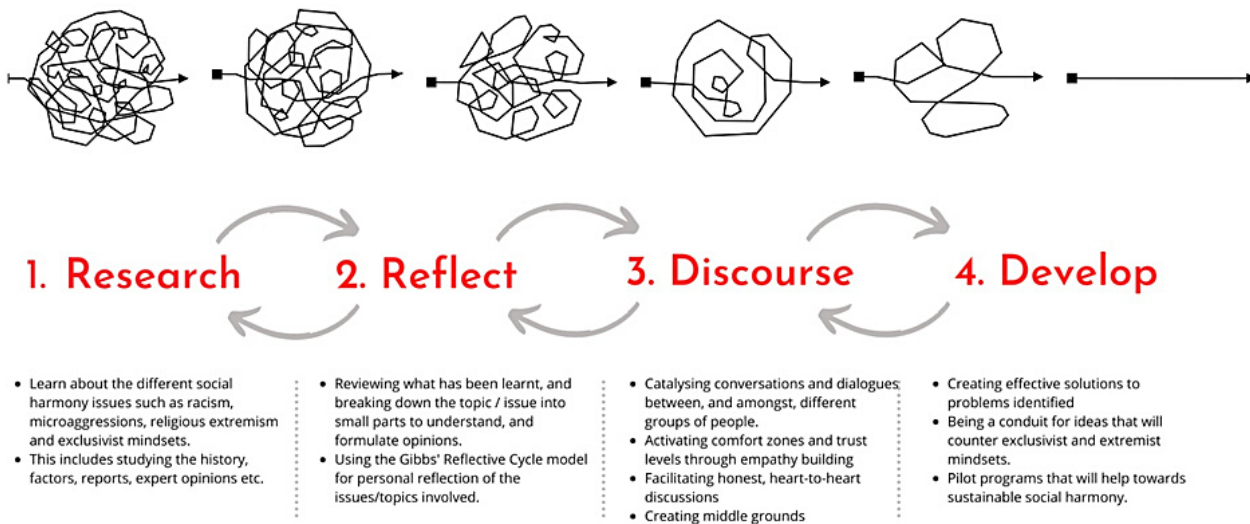 1. Research
2. Reflect
3. Discourse
4. Develop
• Learn about the different social
harmony issues such as racism,
microaggressions, religious extremism
and exclusivist mindsets.
• This includes studying the history,
factors, reports, expert opinions etc.
• Reviewing what has been learnt, and
breaking down the topic / issue into
small parts to understand, and
formulate opinions.
• Using the Gibbs' Reflective Cycle model
for personal reflection of the
issues/topics involved.
• Catalysing conversations and dialogues
between, and amongst, different
groups of people.
• Activating comfort zones and trust
levels through empathy building
• Facilitating honest, heart-to-heart
discussions
• Creating middle grounds
• Creating effective solutions to
problems identified
• Being a conduit for ideas that will
counter exclusivist and extremist
mindsets.
• Pilot programs that will help towards
sustainable social harmony.